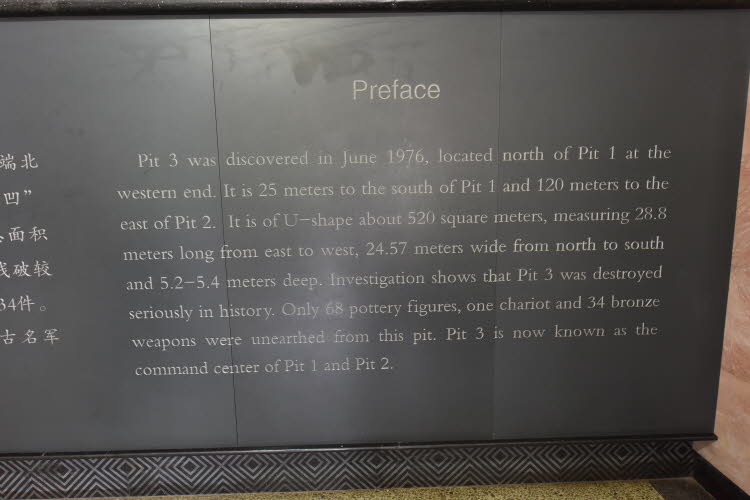 Preface
端北
凹”
面积
残破较
34件。
古名军
Pit 3 was discovered in June 1976, located north of Pit 1 at the
western end. It is 25 meters to the south of Pit 1 and 120 meters to the
east of Pit 2. It is of U-shape about 520 square meters, measuring 28.8
meters long from east to west, 24.57 meters wide from north to south
and 5.2-5.4 meters deep. Investigation shows that Pit 3 was destroyed
seriously in history. Only 68 pottery figures, one chariot and 34 bronze
weapons were unearthed from this pit. Pit 3 is now known as the
command center of Pit 1 and Pit 2.